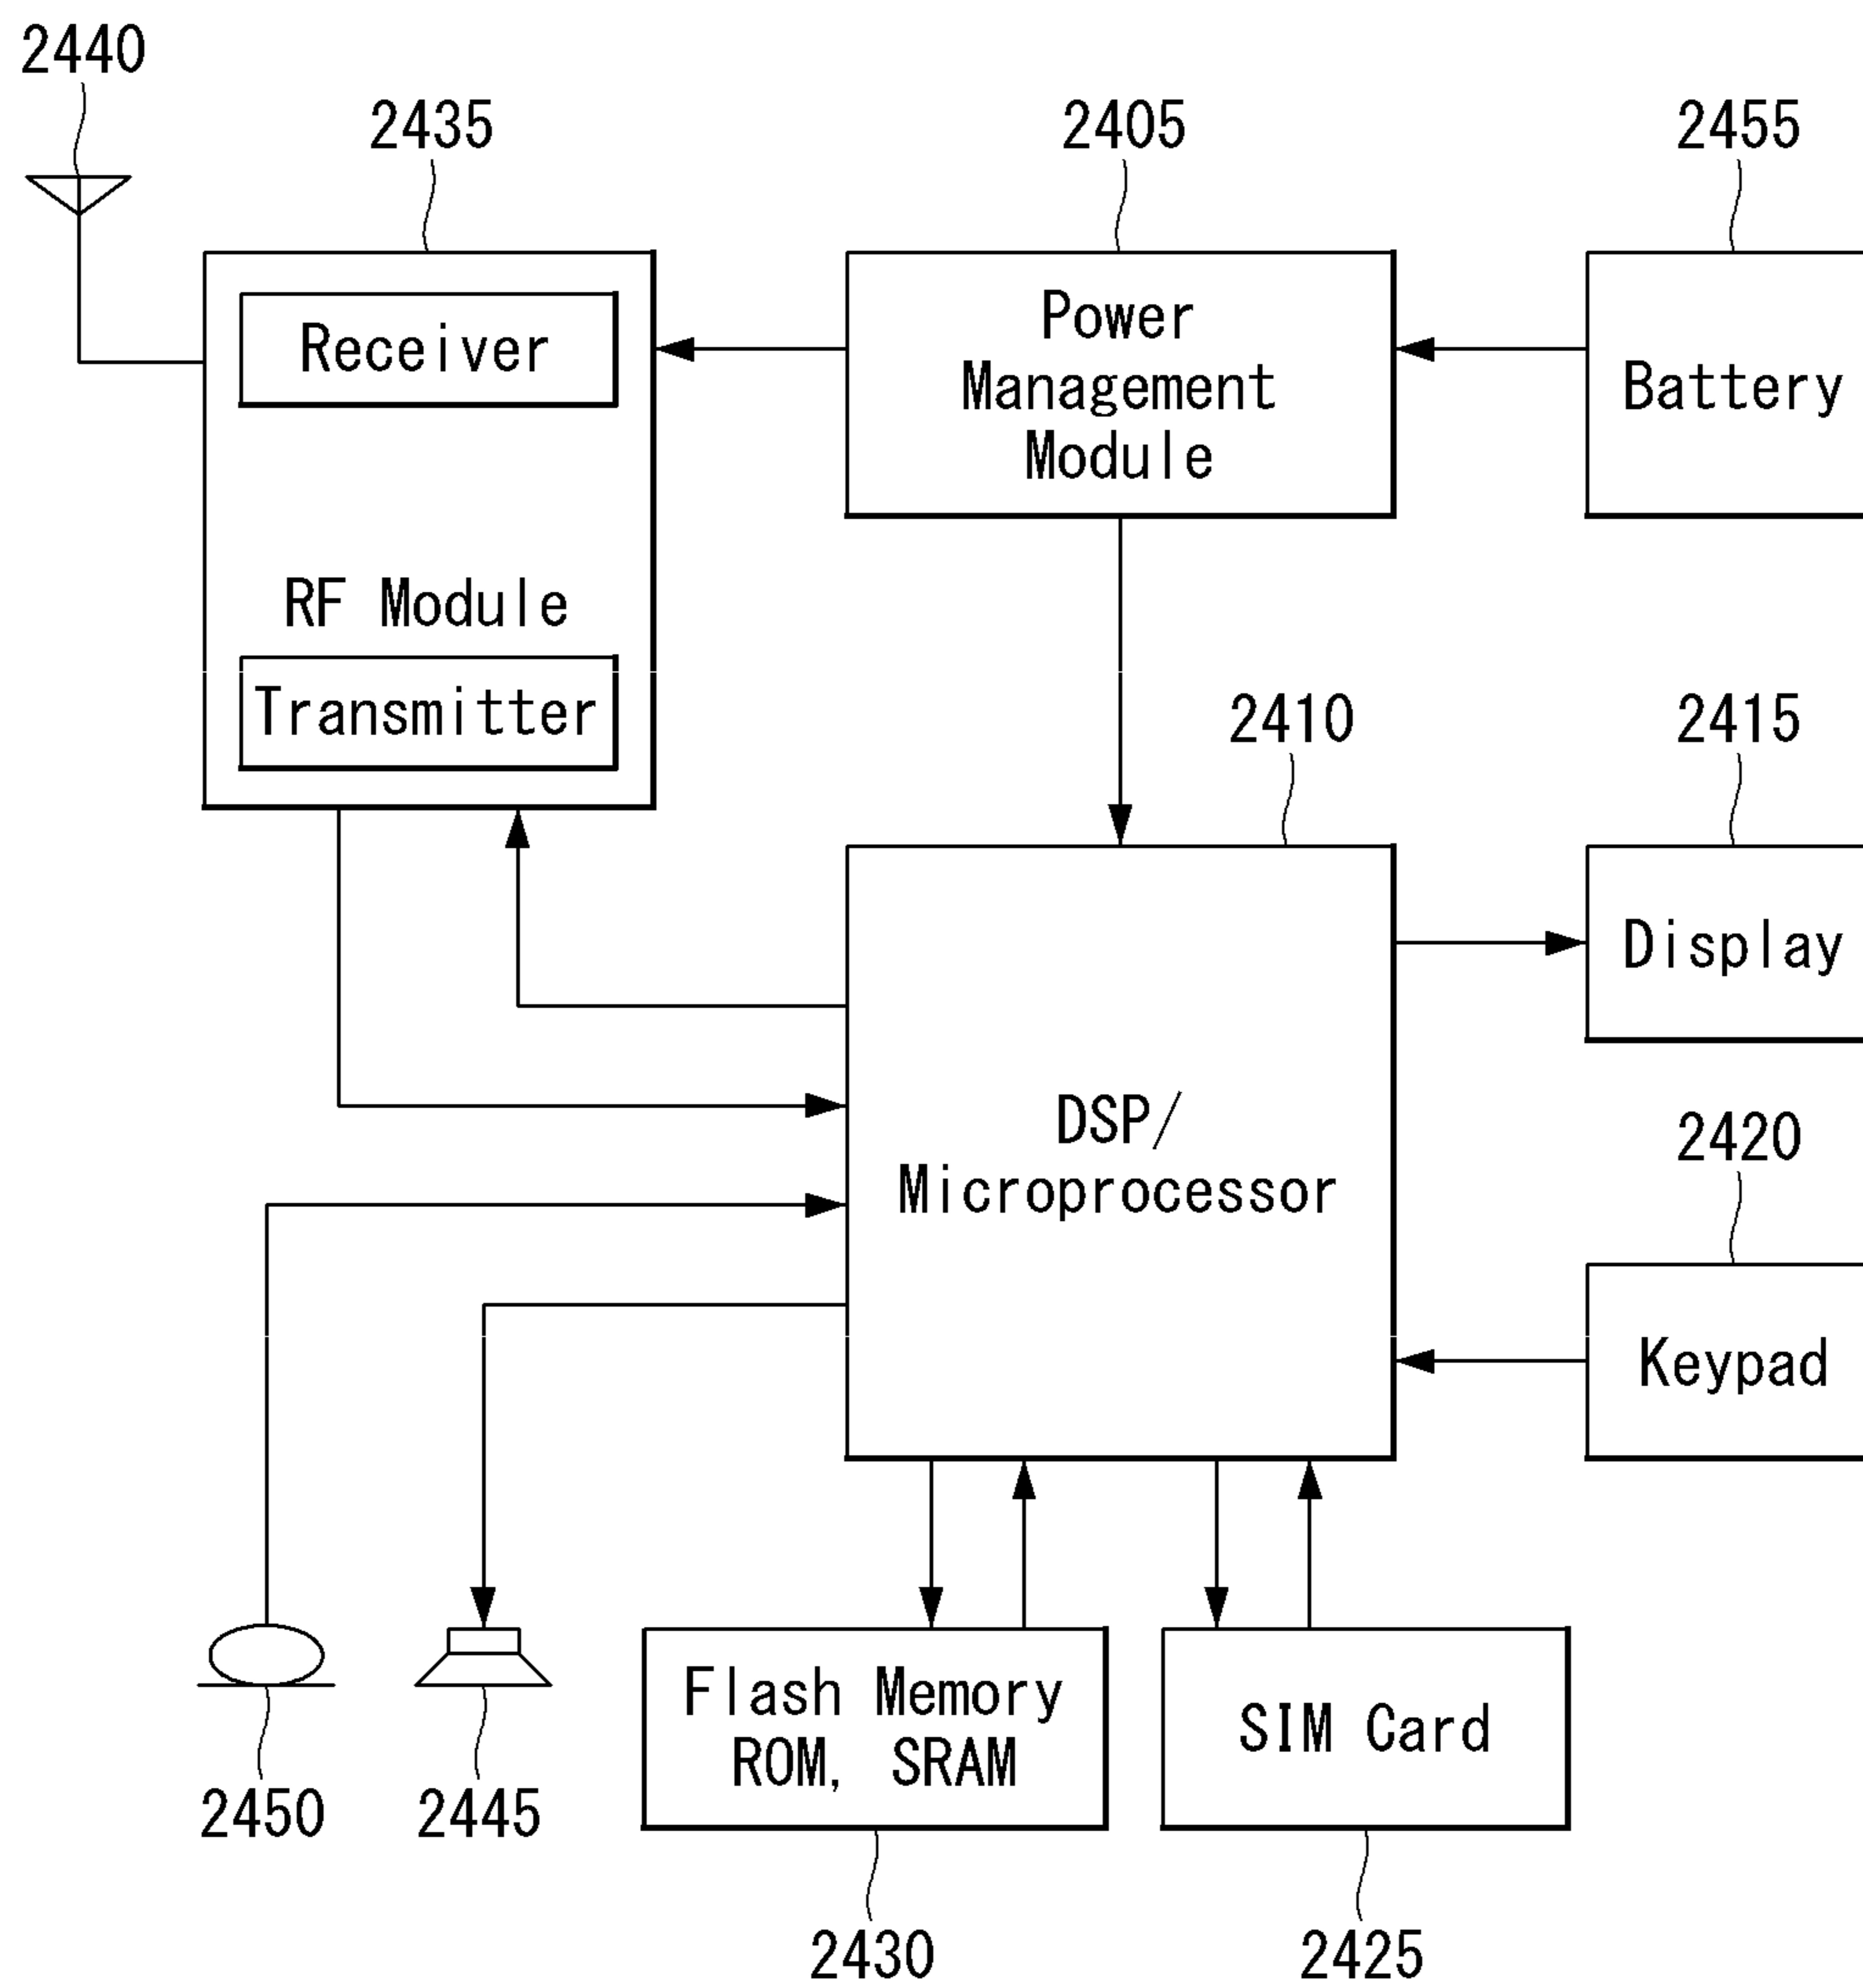 2440
2435
2405
2455
Receiver
RF Module
Transmitter
Power
Management
Module
Battery
2410
2415
DSP/
Microprocessor
Display
2420
Keypad
2450
2445
Flash Memory
ROM, SRAM
SIM Card
2430
2425